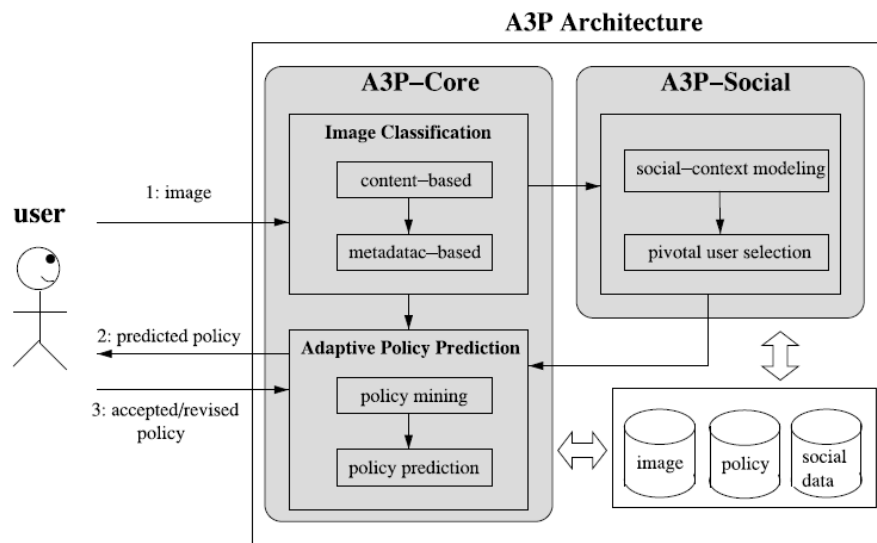 A3P Architecture
A3P–Core
A3P–Social
Image Classification
content–based
metadatac–based
social–context modeling
pivotal user selection
1: image
user
2: predicted policy
3: accepted/revised
policy
Adaptive Policy Prediction
policy mining
policy prediction
image
policy
social
data